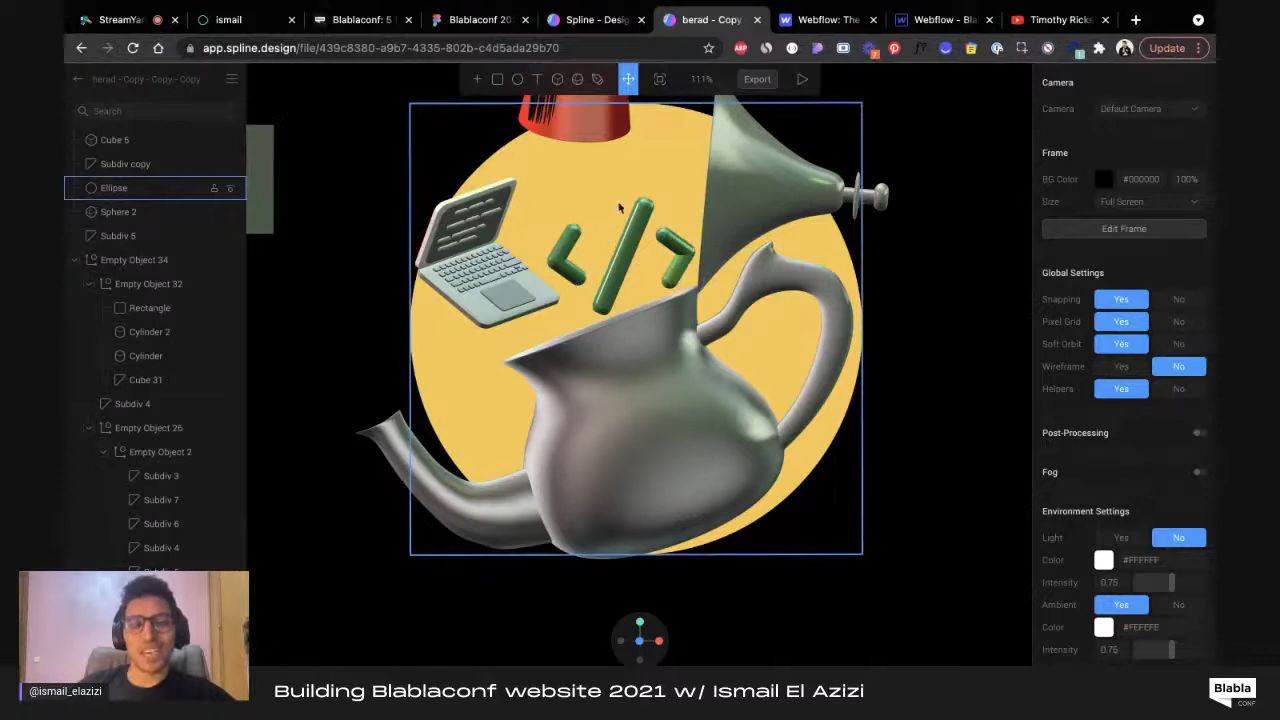 StreamYar
ismail
Blablaconf: 5
Blablaconf 20
Spline - Desig
berad - Copy
Webflow: The
Webflow - Bla
Timothy Ricks
app.spline.design/file/439c8380-a9b7-4335-802b-c4d5ada29b70
ABP
f?
7
1
Update
berad - Copy - Copy - Copy
111%
Export
Search
Cube 5
Subdiv copy
Ellipse
Sphere 2
Subdiv 5
Empty Object 34
Empty Object 32
Rectangle
Cylinder 2
Cylinder
Cube 31
Subdiv 4
Empty Object 26
Empty Object 2
Subdiv 3
Subdiv 7
Subdiv 6
Subdiv 4
</>
Camera
Camera Default Camera
Frame
BG Color #000000 100%
Size Full Screen
Edit Frame
Global Settings
Snapping Yes No
Pixel Grid Yes No
Soft Orbit Yes No
Wireframe Yes No
Helpers Yes No
Post-Processing
Fog
Environment Settings
Light Yes No
Color #FFFFFF
Intensity 0.75
Ambient Yes No
Color #FEFEFE
Intensity 0.75
@ismail_elazizi
Building Blablaconf website 2021 w/ Ismail El Azizi
Blabla
CONF